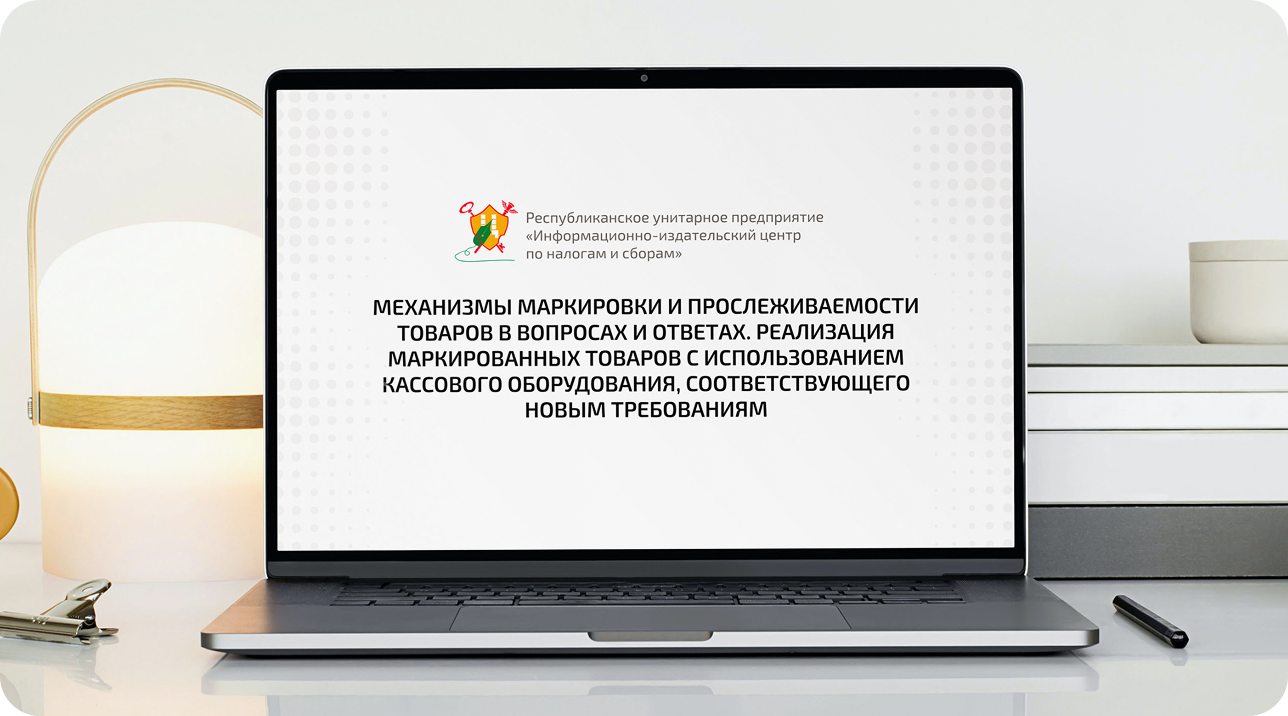 Республиканское унитарное предприятие
«Информационно-издательский центр
по налогам и сборам»
МЕХАНИЗМЫ МАРКИРОВКИ И ПРОСЛЕЖИВАЕМОСТИ
ТОВАРОВ В ВОПРОСАХ И ОТВЕТАХ. РЕАЛИЗАЦИЯ
МАРКИРОВАННЫХ ТОВАРОВ С ИСПОЛЬЗОВАНИЕМ
КАССОВОГО ОБОРУДОВАНИЯ, СООТВЕТСТВУЮЩЕГО
НОВЫМ ТРЕБОВАНИЯМ